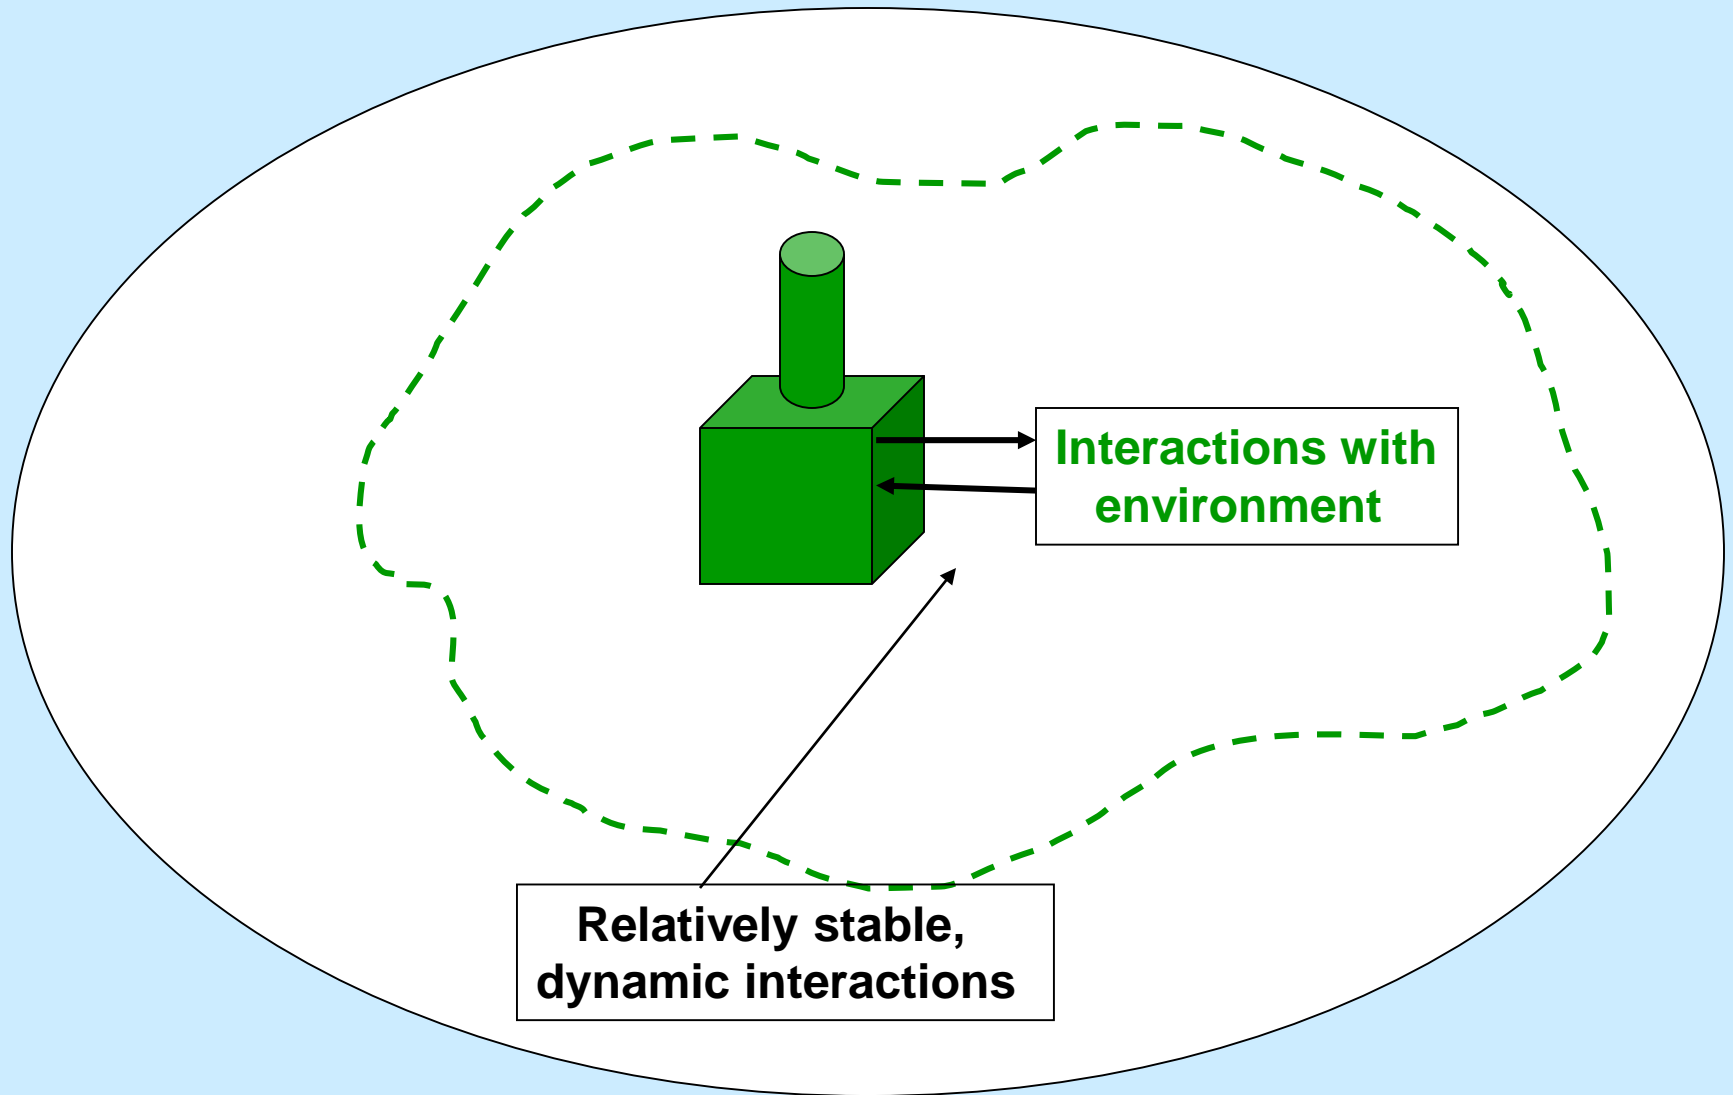 Interactions with
environment
Relatively stable,
dynamic interactions